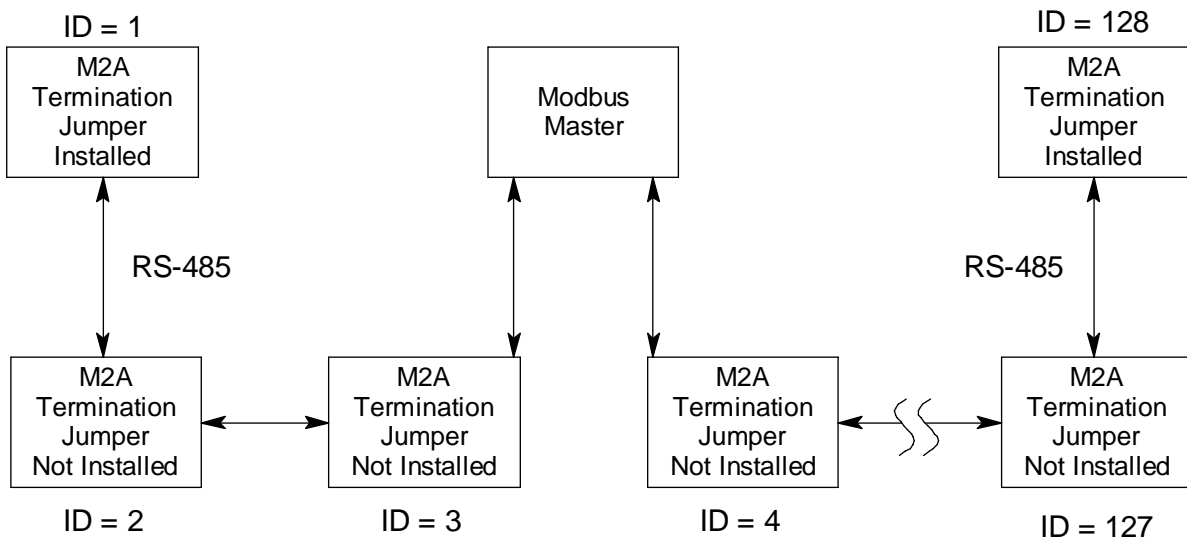 ID = 1
M2A
Termination
Jumper
Installed
Modbus
Master
ID = 128
M2A
Termination
Jumper
Installed
RS-485
RS-485
M2A
Termination
Jumper
Not Installed
ID = 2
M2A
Termination
Jumper
Not Installed
ID = 3
M2A
Termination
Jumper
Not Installed
ID = 4
M2A
Termination
Jumper
Not Installed
ID = 127